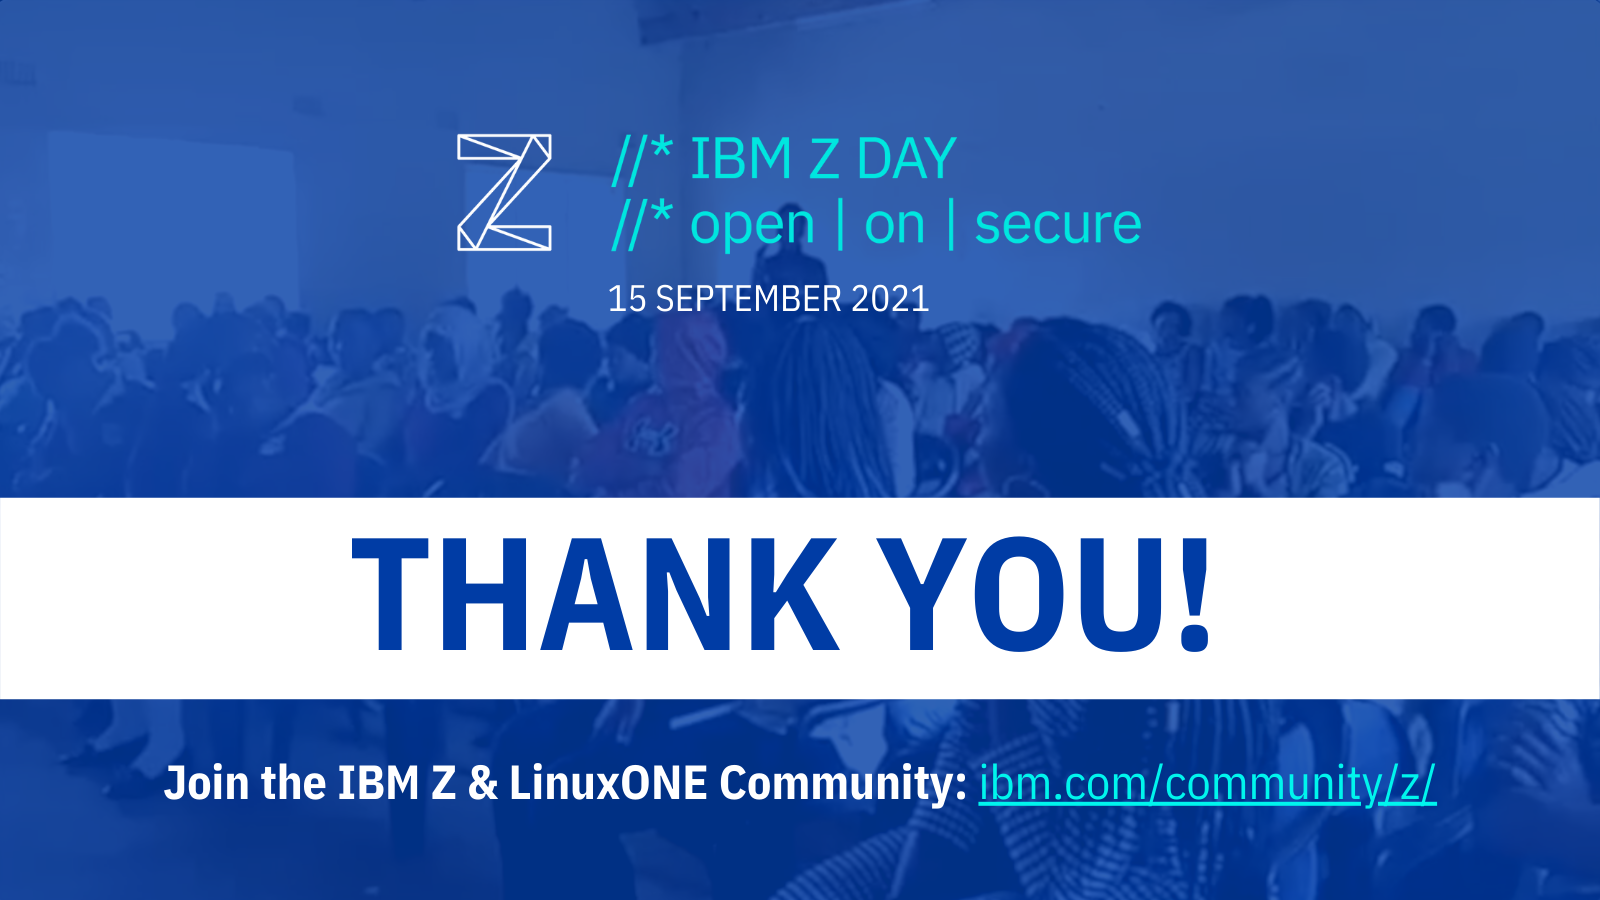 Z
//* IBM Z DAY
//* open | on | secure
15 SEPTEMBER 2021
THANK YOU!
Join the IBM Z & LinuxONE Community: ibm.com/community/z/